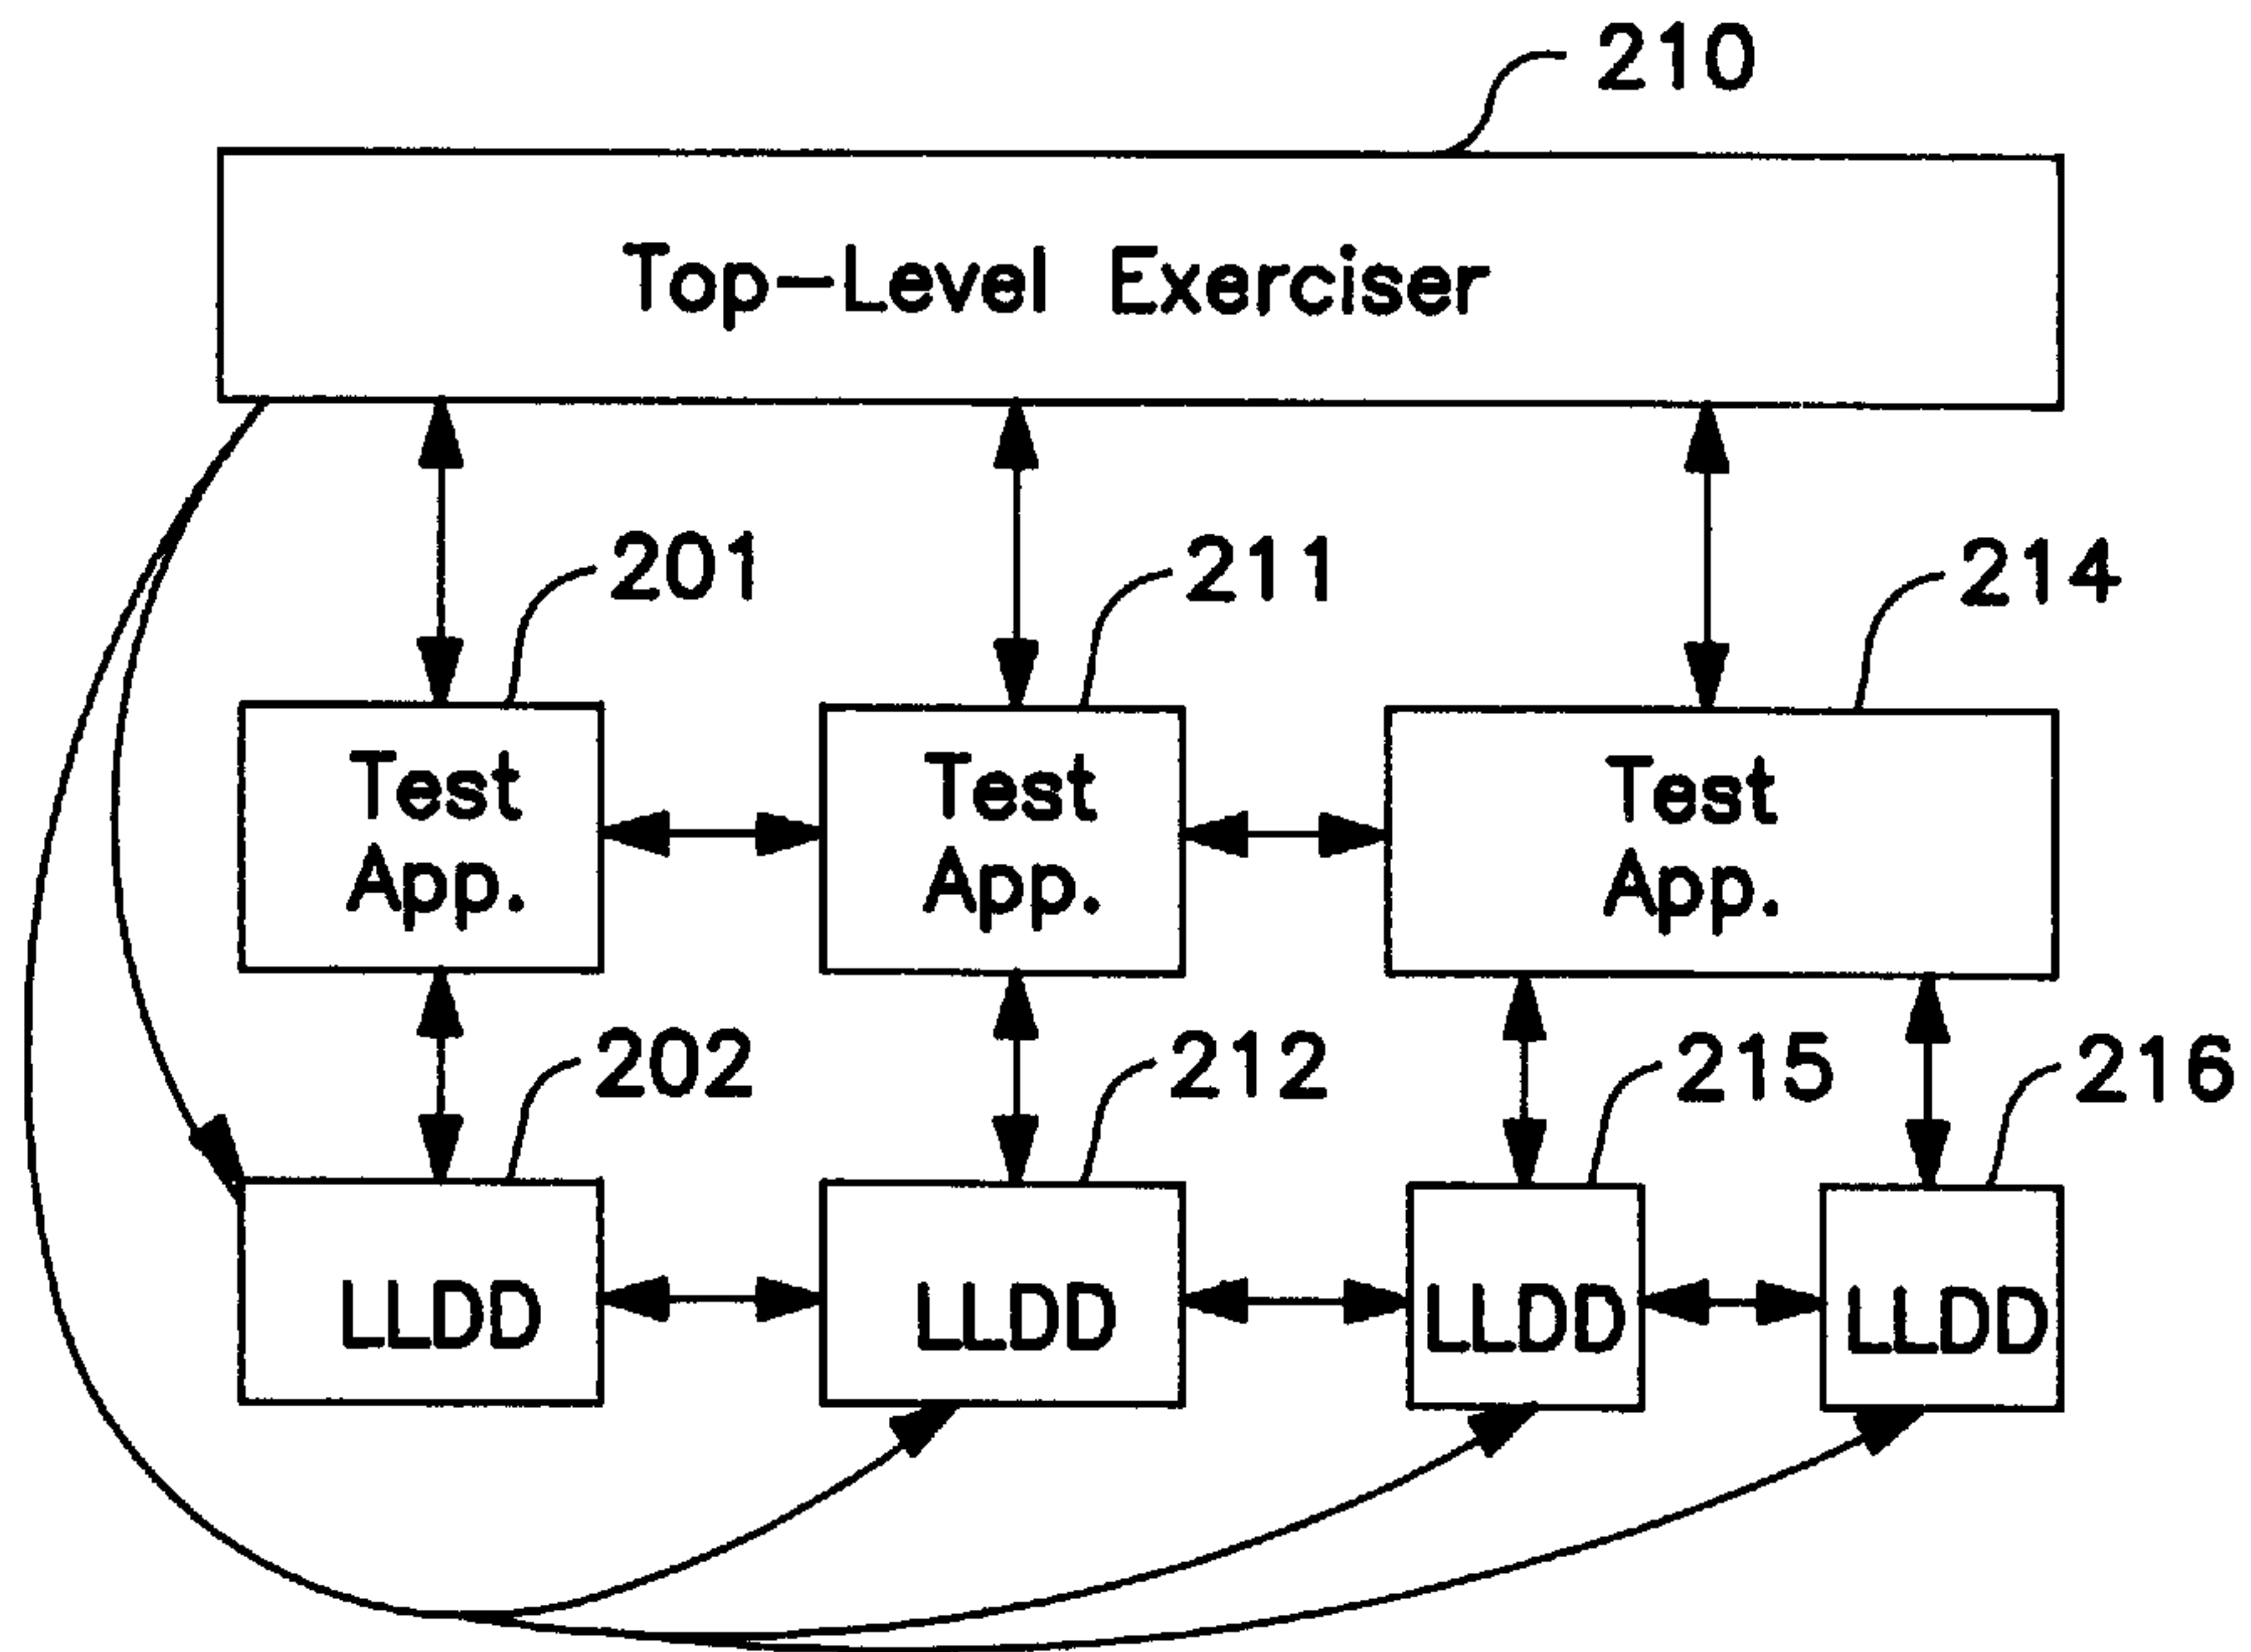 210
Top-Level Exerciser
201
211
214
Test
App.
Test
App.
Test
App.
202
212
215
216
LLDD
LLDD
LLDD
LLDD